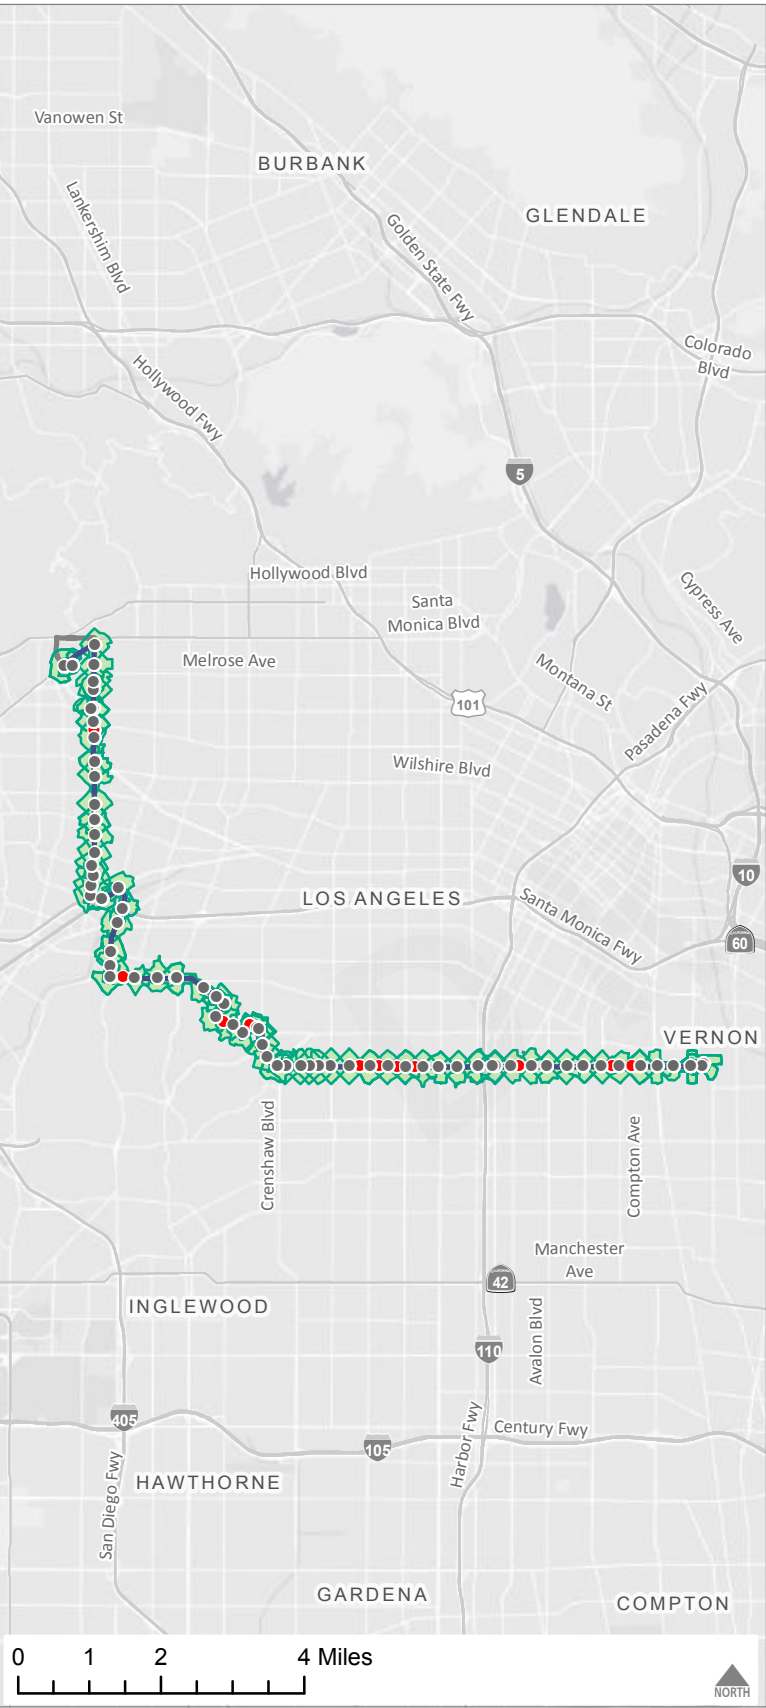 Vanowen St
BURBANK
Lankershim Blvd
GLENDALE
Golden State Fwy
Colorado
Blvd
Hollywood Fwy
5
Hollywood Blvd
Cypress Ave
Santa
Monica Blvd
Melrose Ave
Montana St
101
Pasadena Fwy
Wilshire Blvd
10
LOS ANGELES
Santa Monica Fwy
60
VERNON
Crenshaw Blvd
Compton Ave
Manchester
Ave
42
INGLEWOOD
Avalon Blvd
110
405
Harbor Fwy
Century Fwy
105
San Diego Fwy
HAWTHORNE
GARDENA
COMPTON
0 1 2 4 Miles
NORTH